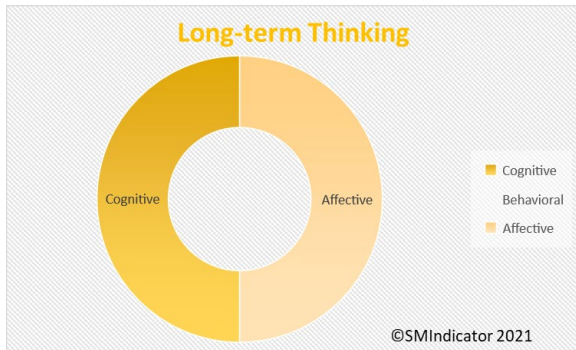 Long-term Thinking
Cognitive
Affective
Cognitive
Behavioral
Affective
©SMIndicator 2021